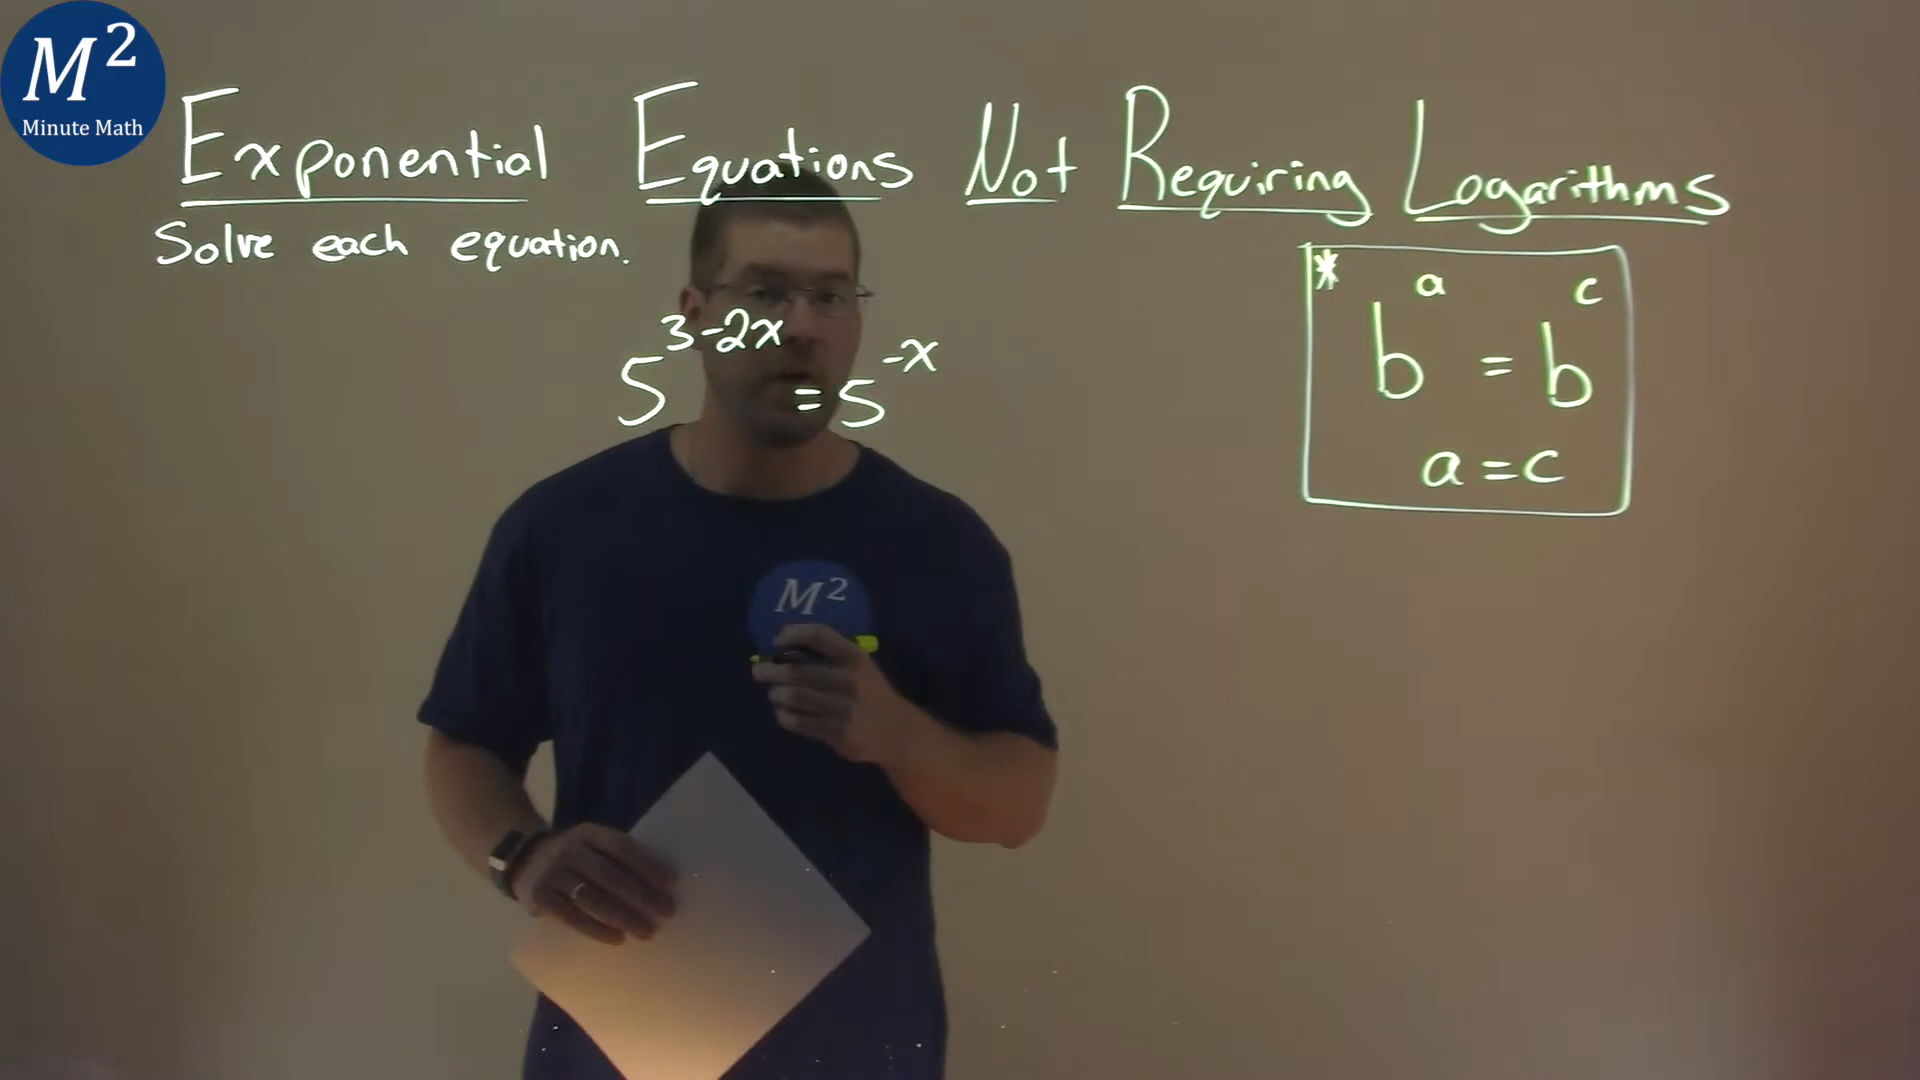 M²
Minute Math
Exponential Equations Not Requiring Logarithms
Solve each equation.
5^{3-2x} = 5^{-x}
* b^a = b^c
a = c
M²